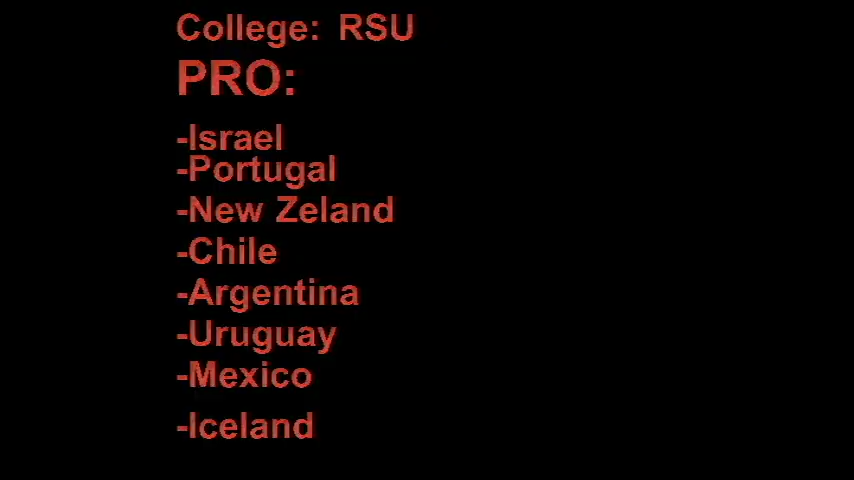 College: RSU
PRO:
-Israel
-Portugal
-New Zeland
-Chile
-Argentina
-Uruguay
-Mexico
-Iceland